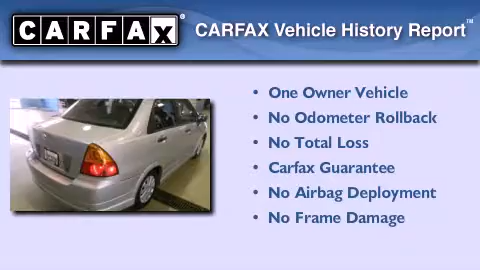 CARFAX® CARFAX Vehicle History Report™
• One Owner Vehicle
• No Odometer Rollback
• No Total Loss
• Carfax Guarantee
• No Airbag Deployment
• No Frame Damage